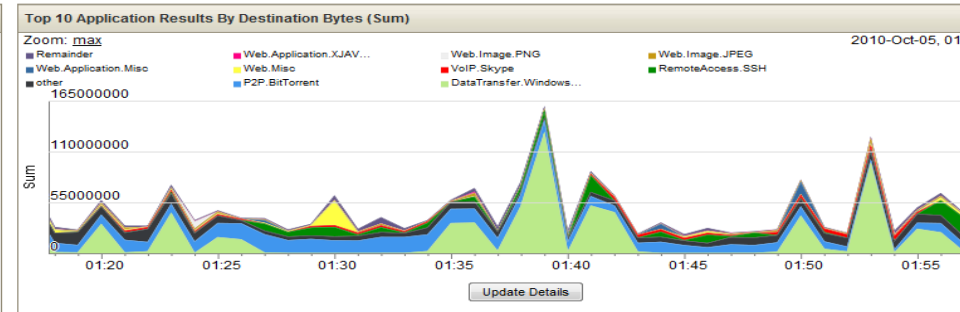 Top 10 Application Results By Destination Bytes (Sum)
Zoom: max 2010-Oct-05, 01
Remainder Web.Application.XJAV... Web.Image.PNG Web.Image.JPEG
Web.Application.Misc Web.Misc VoIP.Skype RemoteAccess.SSH
other P2P.BitTorrent DataTransfer.Windows...
165000000
110000000
Sum
55000000
0
01:20 01:25 01:30 01:35 01:40 01:45 01:50 01:55
Update Details